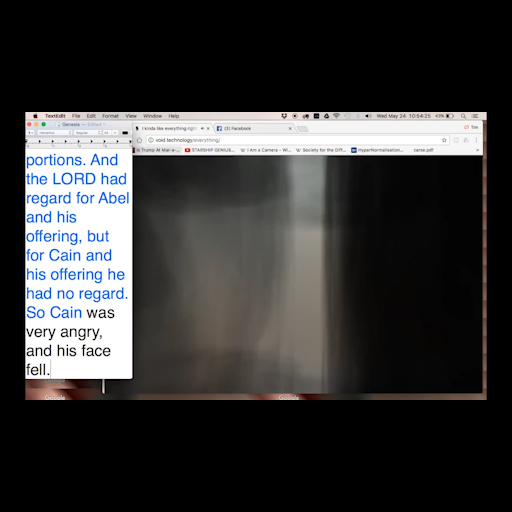 TextEdit File Edit Format View Window Help Wed May 24 10:54:25 43%
Genesis — Edited
I kinda like everything right (3) Facebook
Helvetica Regular
void.technology/everything/
Trump At Mar-a-... STARSHIP GENIUS... I Am a Camera - Wi... Society for the Diff... HyperNormalisation... carse.pdf
portions. And
the LORD had
regard for Abel
and his
offering, but
for Cain and
his offering he
had no regard.
So Cain was
very angry,
and his face
fell.
Google Google